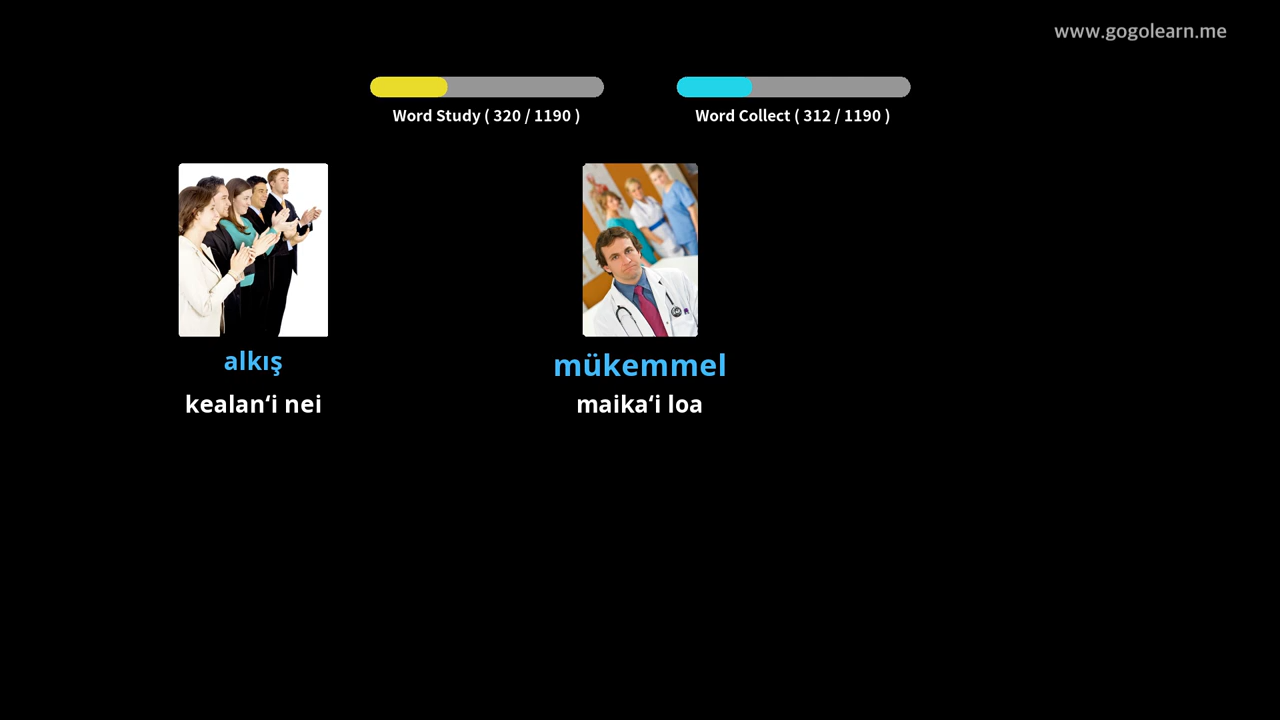 www.gogolearn.me
Word Study ( 320 / 1190 )
Word Collect ( 312 / 1190 )
alkış
kealanʻi nei
mükemmel
maikaʻi loa